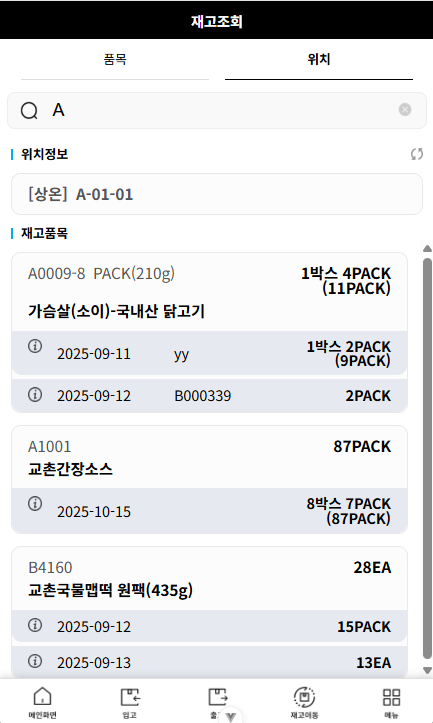 재고조회
품목 위치
A
위치정보
[상온] A-01-01
재고품목
A0009-8 PACK(210g) 1박스 4PACK
(11PACK)
가슴살(소이)-국내산 닭고기
2025-09-11 yy 1박스 2PACK
(9PACK)
2025-09-12 B000339 2PACK
A1001 87PACK
교촌간장소스
2025-10-15 8박스 7PACK
(87PACK)
B4160 28EA
교촌국물맵떡 원팩(435g)
2025-09-12 15PACK
2025-09-13 13EA
메인화면 입고 재고이동 메뉴